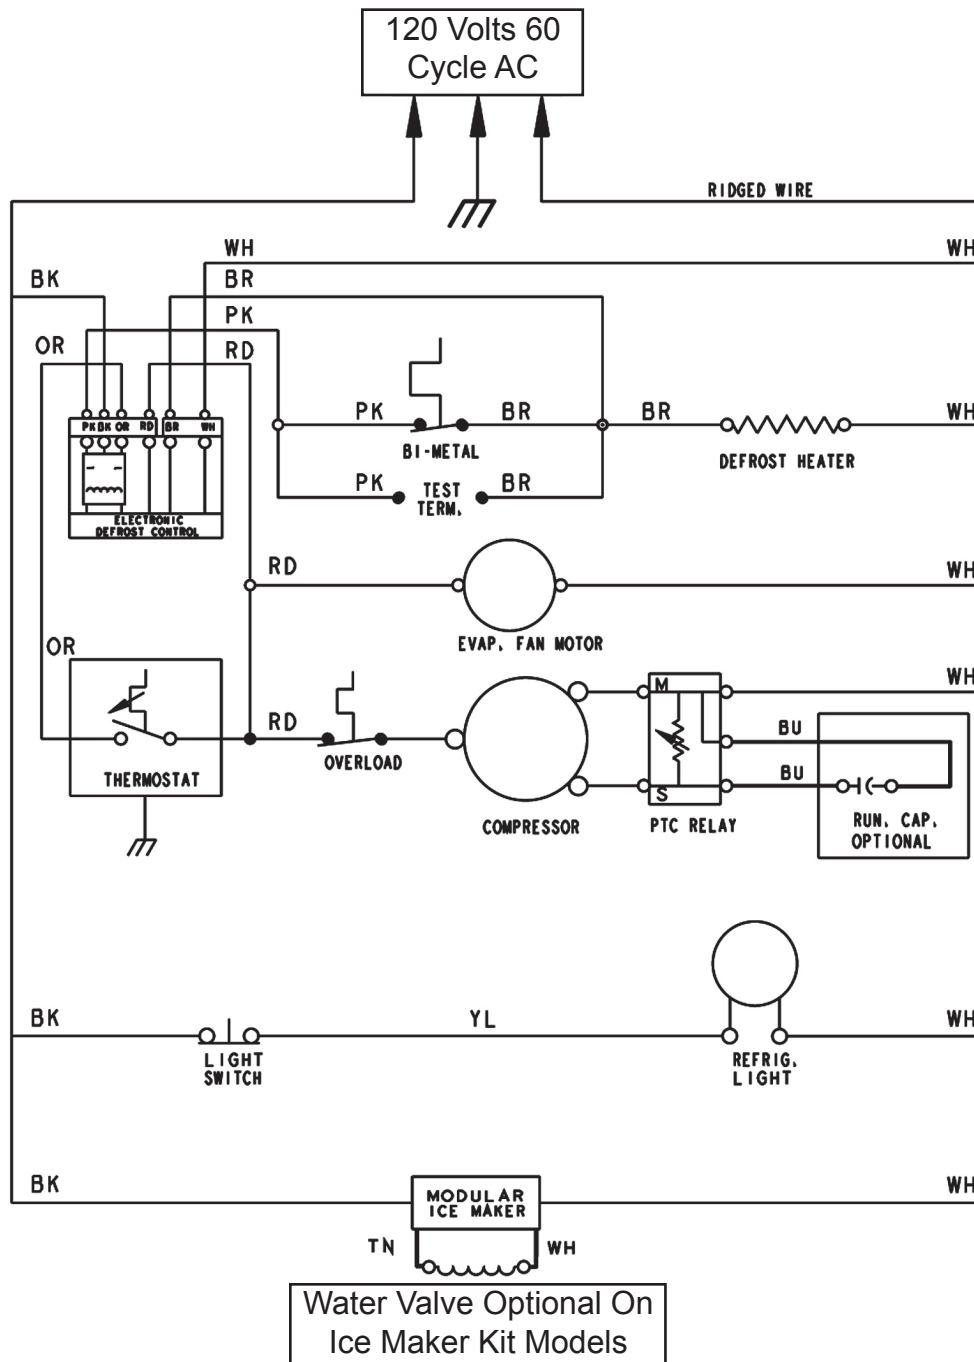 120 Volts 60
Cycle AC
RIDGED WIRE
WH
WH
BK
BR
PK
OR
RD
PK BK OR RD BR WH
PK
BR
BR
WH
BI-METAL
DEFROST HEATER
PK
TEST
TERM.
BR
ELECTRONIC
DEFROST CONTROL
RD
WH
EVAP. FAN MOTOR
OR
M
WH
RD
BU
THERMOSTAT
OVERLOAD
BU
S
COMPRESSOR
PTC RELAY
RUN. CAP.
OPTIONAL
BK
YL
WH
LIGHT
SWITCH
REFRIG.
LIGHT
BK
MODULAR
ICE MAKER
WH
TN
WH
Water Valve Optional On
Ice Maker Kit Models